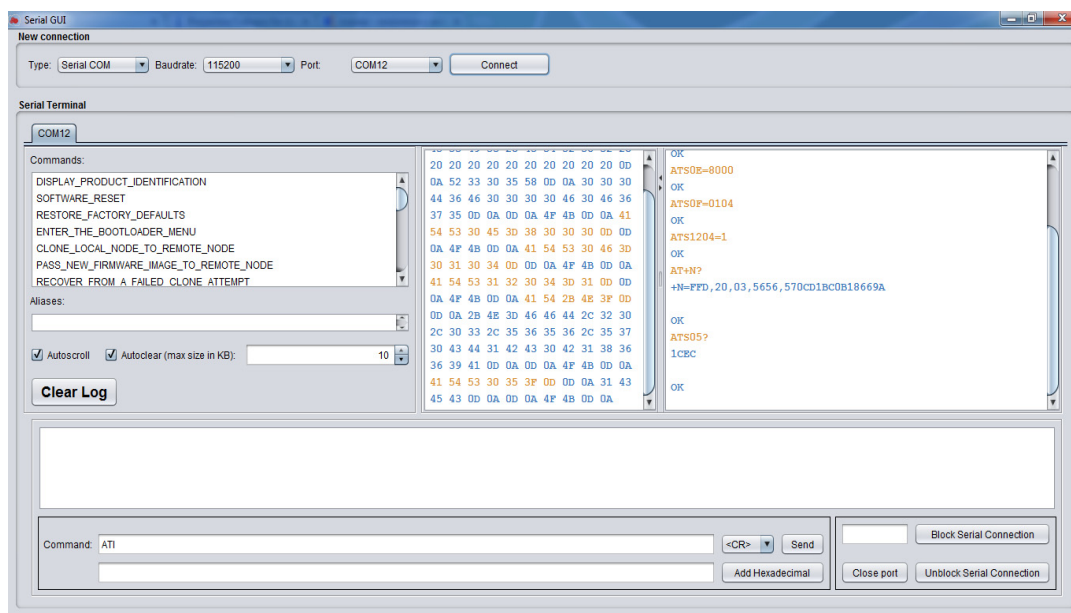 Serial GUI
New connection
Type: Serial COM Baudrate: 115200 Port: COM12 Connect
Serial Terminal
COM12
Commands:
DISPLAY_PRODUCT_IDENTIFICATION
SOFTWARE_RESET
RESTORE_FACTORY_DEFAULTS
ENTER_THE_BOOTLOADER_MENU
CLONE_LOCAL_NODE_TO_REMOTE_NODE
PASS_NEW_FIRMWARE_IMAGE_TO_REMOTE_NODE
RECOVER_FROM_A_FAILED_CLONE_ATTEMPT
Aliases:
Autoscroll Autoclear (max size in KB): 10
Clear Log
20 20 20 20 20 20 20 20 20 0D
0A 52 33 30 35 58 0D 0A 30 30 30
44 36 46 30 30 30 30 46 30 46 36
37 35 0D 0A 0D 0A 4F 4B 0D 0A 41
54 53 30 45 3D 38 30 30 30 0D 0D
0A 4F 4B 0D 0A 41 54 53 30 46 3D
30 31 30 34 0D 0D 0A 4F 4B 0D 0A
41 54 53 31 32 30 34 3D 31 0D 0D
0A 4F 4B 0D 0A 41 54 2B 4E 3F 0D
0D 0A 2B 4E 3D 46 46 44 2C 32 30
2C 30 33 2C 35 36 35 36 2C 35 37
30 43 44 31 42 43 30 42 31 38 36
36 39 41 0D 0A 0D 0A 4F 4B 0D 0A
41 54 53 30 35 3F 0D 0D 0A 31 43
45 43 0D 0A 0D 0A 4F 4B 0D 0A
OK
ATS0E=8000
OK
ATS0F=0104
OK
ATS1204=1
OK
AT+N?
+N=FFD,20,03,5656,570CD1BC0B18669A
OK
ATS05?
1CEC
OK
Command: ATI <CR> Send
Add Hexadecimal
Block Serial Connection
Close port Unblock Serial Connection